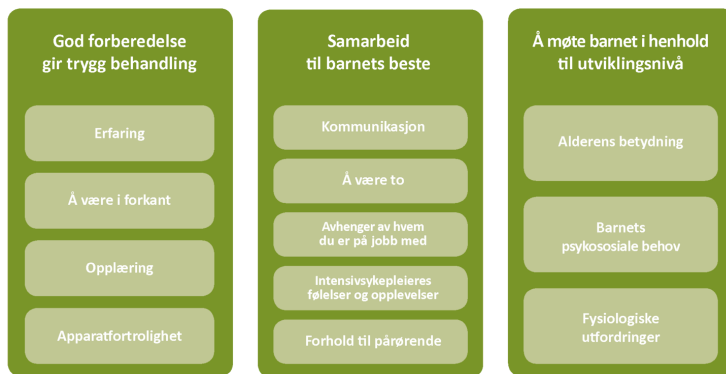 God forberedelse
gir trygg behandling
Erfaring
Å være i forkant
Opplæring
Apparatfortrolighet
Samarbeid
til barnets beste
Kommunikasjon
Å være to
Avhenger av hvem
du er på jobb med
Intensivsykepleieres
følelser og opplevelser
Forhold til pårørende
Å møte barnet i henhold
til utviklingsnivå
Alderens betydning
Barnets
psykososiale behov
Fysiologiske
utfordringer